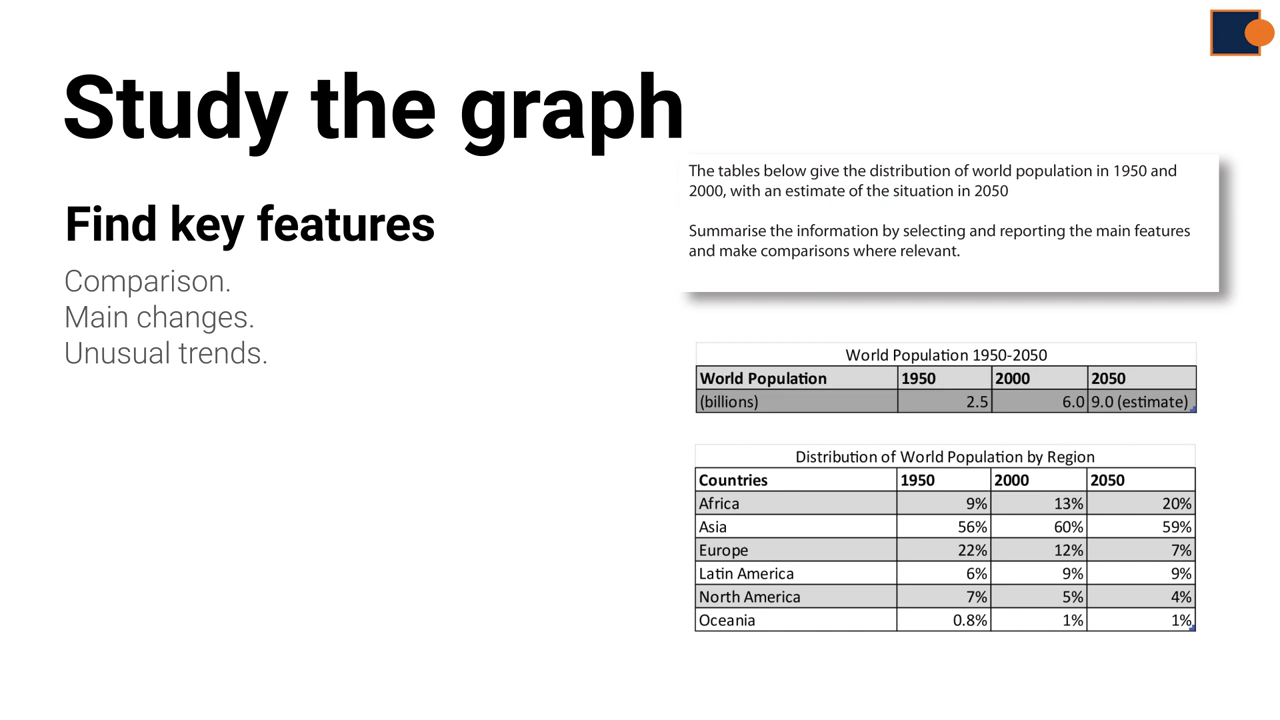 Study the graph
Find key features
Comparison.
Main changes.
Unusual trends.
The tables below give the distribution of world population in 1950 and
2000, with an estimate of the situation in 2050
Summarise the information by selecting and reporting the main features
and make comparisons where relevant.
World Population 1950-2050
World Population 1950 2000 2050
(billions) 2.5 6.0 9.0 (estimate)
Distribution of World Population by Region
Countries 1950 2000 2050
Africa 9% 13% 20%
Asia 56% 60% 59%
Europe 22% 12% 7%
Latin America 6% 9% 9%
North America 7% 5% 4%
Oceania 0.8% 1% 1%